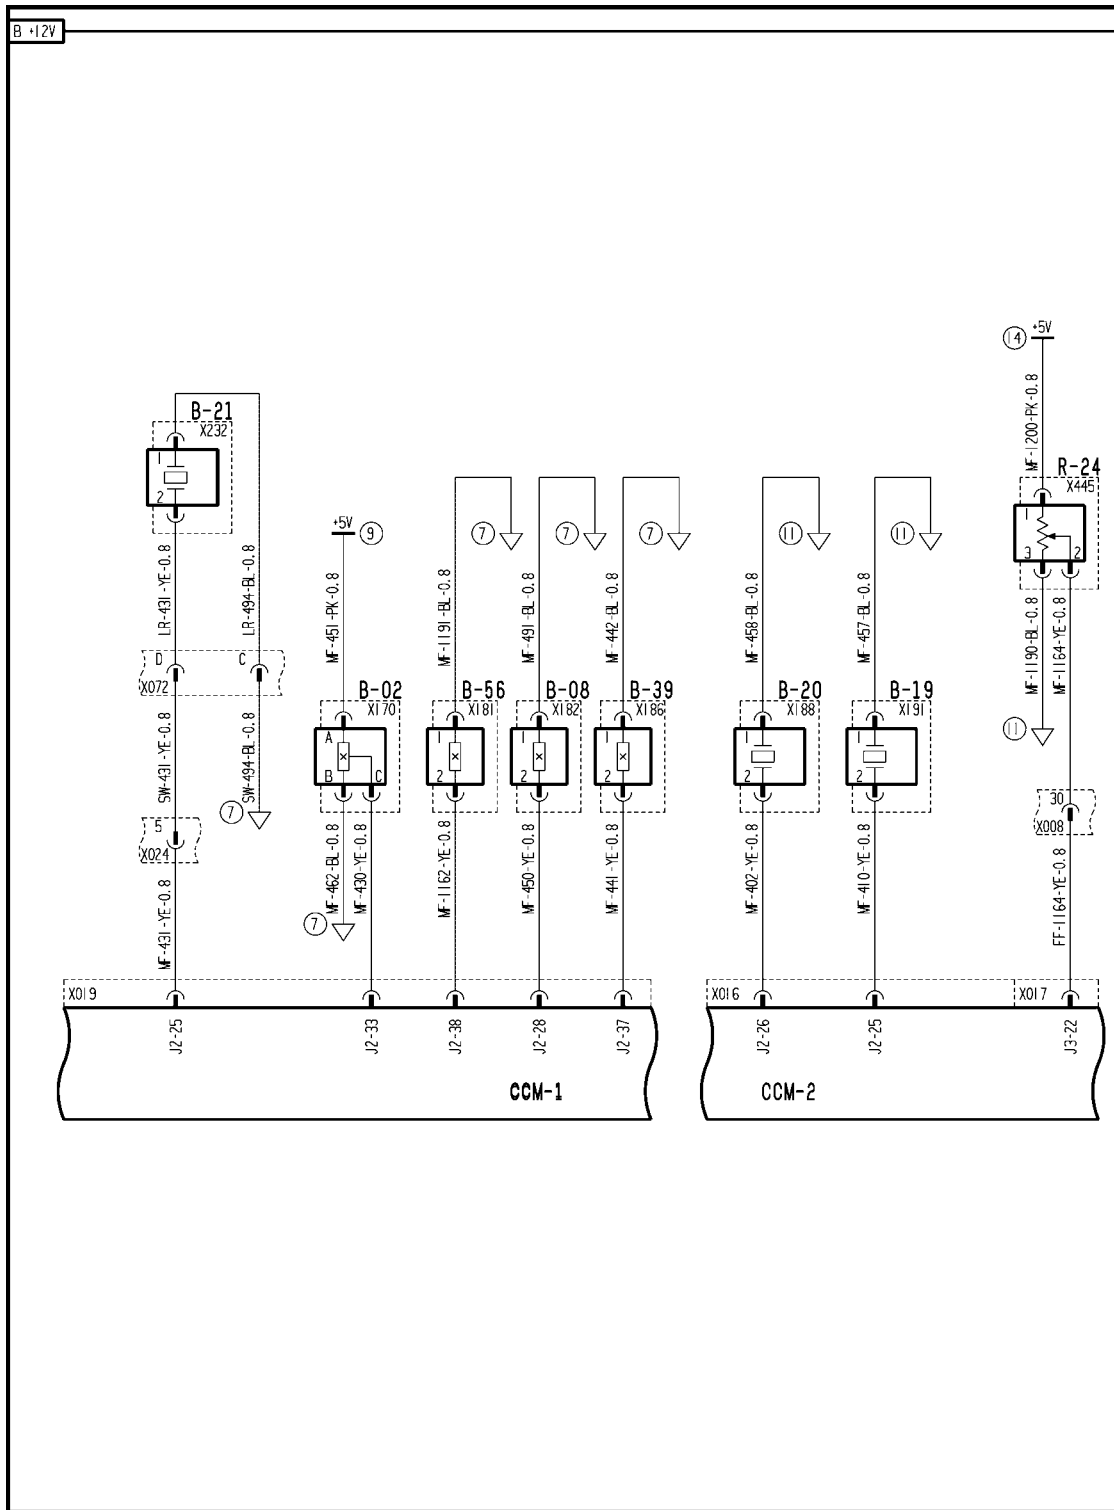 B +12V
14 +5V
MF-1200-PK-0.8
B-21
X232
1
2
R-24
X445
1
3 2
+5V 9
7
7
7
11
11
LR-431-YE-0.8
LR-494-BL-0.8
MF-451-PK-0.8
MF-1191-BL-0.8
MF-491-BL-0.8
MF-442-BL-0.8
MF-458-BL-0.8
MF-457-BL-0.8
MF-1190-BL-0.8
MF-1164-YE-0.8
D C
X072
B-02
X170
A
B C
B-56
X181
1
2
B-08
X182
1
2
B-39
X186
1
2
B-20
X188
1
2
B-19
X191
1
2
11
SW-431-YE-0.8
SW-494-BL-0.8
7
30
X008
5
X024
MF-431-YE-0.8
MF-462-BL-0.8
MF-430-YE-0.8
7
MF-1162-YE-0.8
MF-450-YE-0.8
MF-441-YE-0.8
MF-402-YE-0.8
MF-410-YE-0.8
FF-1164-YE-0.8
X019
X016
X017
J2-25
J2-33
J2-38
J2-28
J2-37
J2-26
J2-25
J3-22
CCM-1
CCM-2